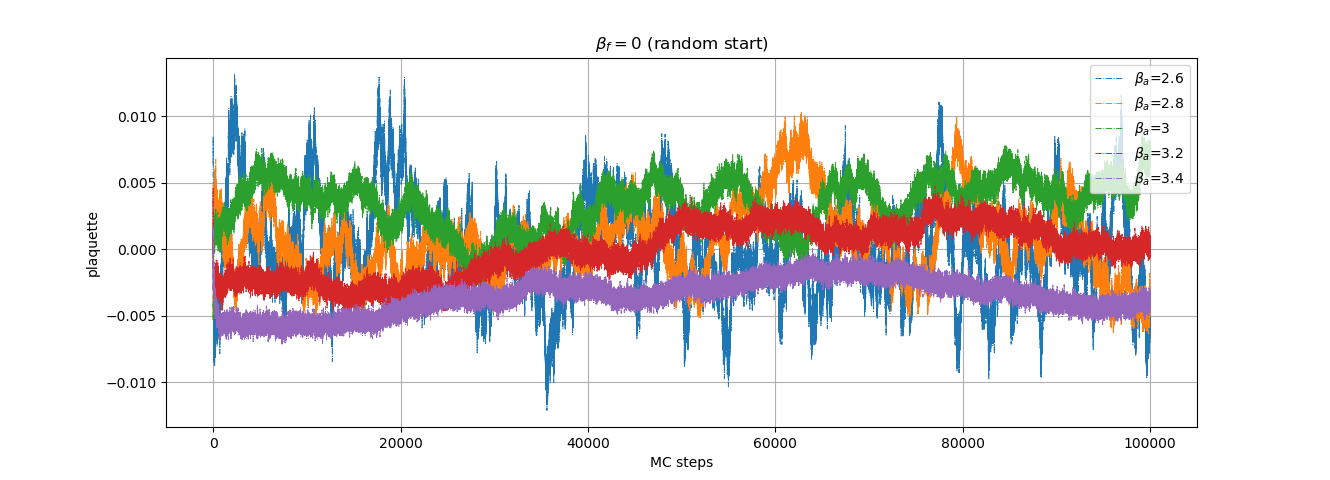 β_f = 0 (random start)
plaquette
0.010
0.005
0.000
−0.005
−0.010
β_a=2.6
β_a=2.8
β_a=3
β_a=3.2
β_a=3.4
0
20000
40000
60000
80000
100000
MC steps